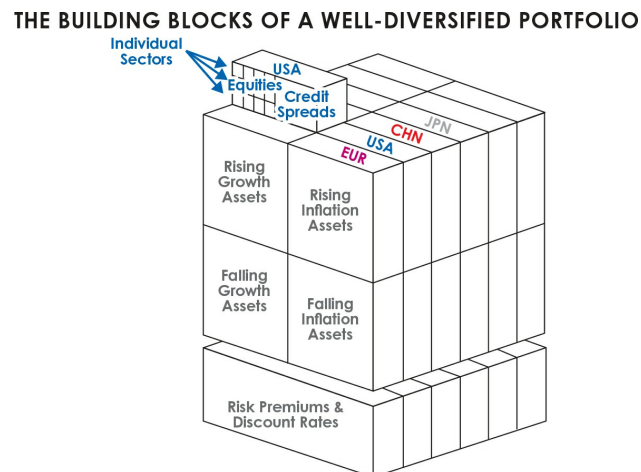 THE BUILDING BLOCKS OF A WELL-DIVERSIFIED PORTFOLIO
Individual
Sectors
USA
Equities
Credit
Spreads
JPN
CHN
USA
EUR
Rising
Growth
Assets
Rising
Inflation
Assets
Falling
Growth
Assets
Falling
Inflation
Assets
Risk Premiums &
Discount Rates